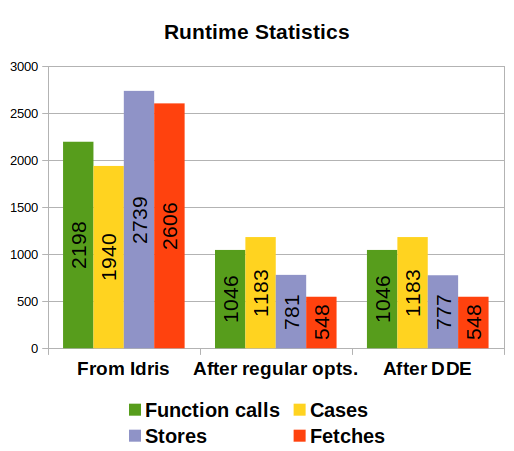 Runtime Statistics
3000
2500
2000
1500
1000
500
0
2198
1940
2739
2606
1046
1183
781
548
1046
1183
777
548
From Idris
After regular opts.
After DDE
Function calls
Cases
Stores
Fetches